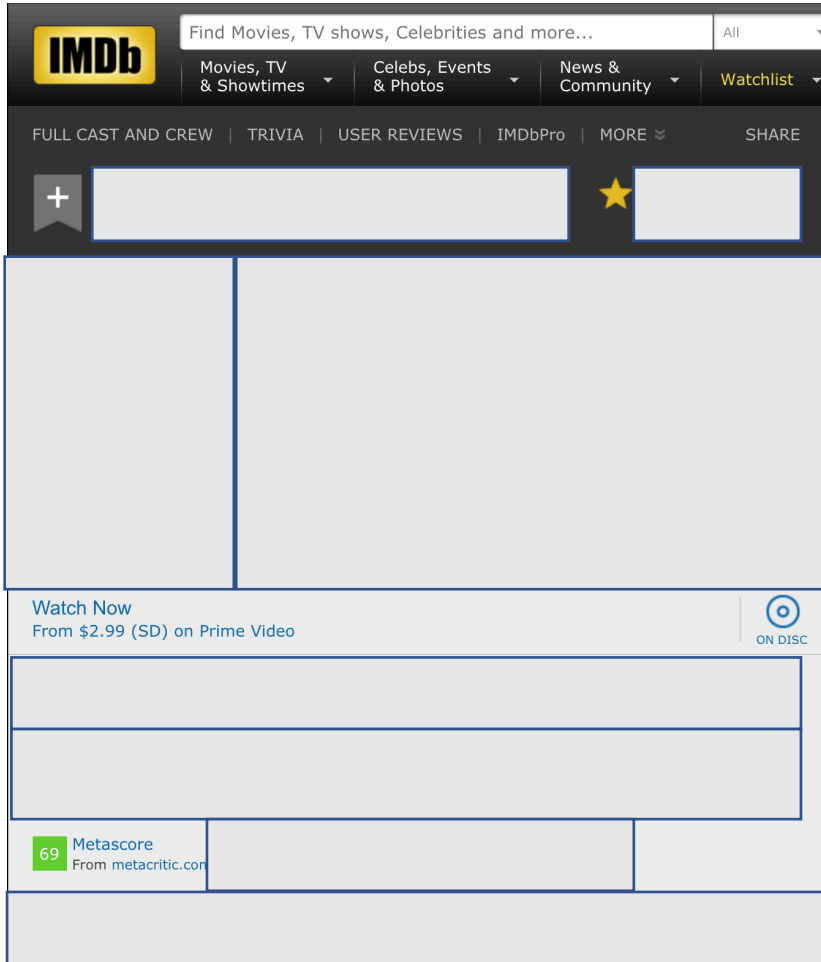 IMDb
Find Movies, TV shows, Celebrities and more...
All
Movies, TV
& Showtimes
Celebs, Events
& Photos
News &
Community
Watchlist
FULL CAST AND CREW | TRIVIA | USER REVIEWS | IMDbPro | MORE
SHARE
Watch Now
From $2.99 (SD) on Prime Video
ON DISC
69
Metascore
From metacritic.com